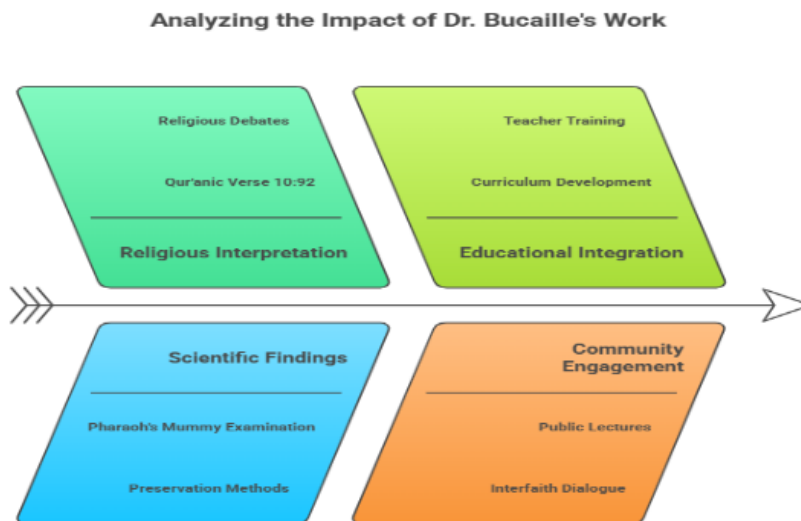 Analyzing the Impact of Dr. Bucaille's Work
Religious Debates
Qur'anic Verse 10:92
Religious Interpretation
Teacher Training
Curriculum Development
Educational Integration
Scientific Findings
Pharaoh's Mummy Examination
Preservation Methods
Community
Engagement
Public Lectures
Interfaith Dialogue